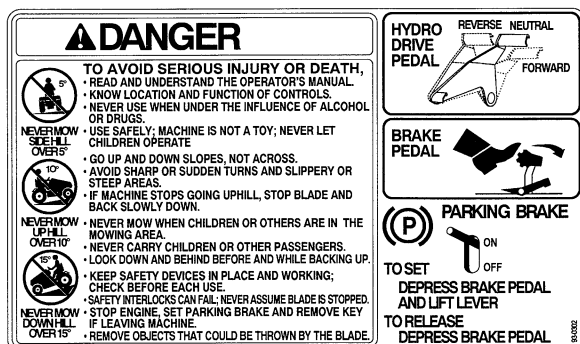 DANGER
TO AVOID SERIOUS INJURY OR DEATH,
• READ AND UNDERSTAND THE OPERATOR'S MANUAL.
• KNOW LOCATION AND FUNCTION OF CONTROLS.
• NEVER USE WHEN UNDER THE INFLUENCE OF ALCOHOL
OR DRUGS.
• USE SAFELY; MACHINE IS NOT A TOY; NEVER LET
CHILDREN OPERATE
• GO UP AND DOWN SLOPES, NOT ACROSS.
• AVOID SHARP OR SUDDEN TURNS AND SLIPPERY OR
STEEP AREAS.
• IF MACHINE STOPS GOING UPHILL, STOP BLADE AND
BACK SLOWLY DOWN.
• NEVER MOW WHEN CHILDREN OR OTHERS ARE IN THE
MOWING AREA.
• NEVER CARRY CHILDREN OR OTHER PASSENGERS.
• LOOK DOWN AND BEHIND BEFORE AND WHILE BACKING UP.
• KEEP SAFETY DEVICES IN PLACE AND WORKING;
CHECK BEFORE EACH USE.
• SAFETY INTERLOCKS CAN FAIL; NEVER ASSUME BLADE IS STOPPED.
• STOP ENGINE, SET PARKING BRAKE AND REMOVE KEY
IF LEAVING MACHINE.
• REMOVE OBJECTS THAT COULD BE THROWN BY THE BLADE.
5°
NEVER MOW
SIDE HILL
OVER 5°
10°
NEVER MOW
UP HILL
OVER 10°
15°
NEVER MOW
DOWN HILL
OVER 15°
HYDRO
DRIVE
PEDAL
REVERSE NEUTRAL
FORWARD
BRAKE
PEDAL
P
PARKING BRAKE
ON
OFF
TO SET
DEPRESS BRAKE PEDAL
AND LIFT LEVER
TO RELEASE
DEPRESS BRAKE PEDAL
93-0002